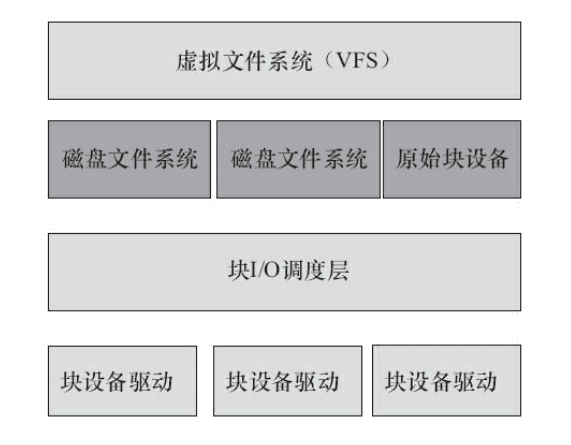 虚拟文件系统（VFS）
磁盘文件系统
磁盘文件系统
原始块设备
块I/O调度层
块设备驱动
块设备驱动
块设备驱动